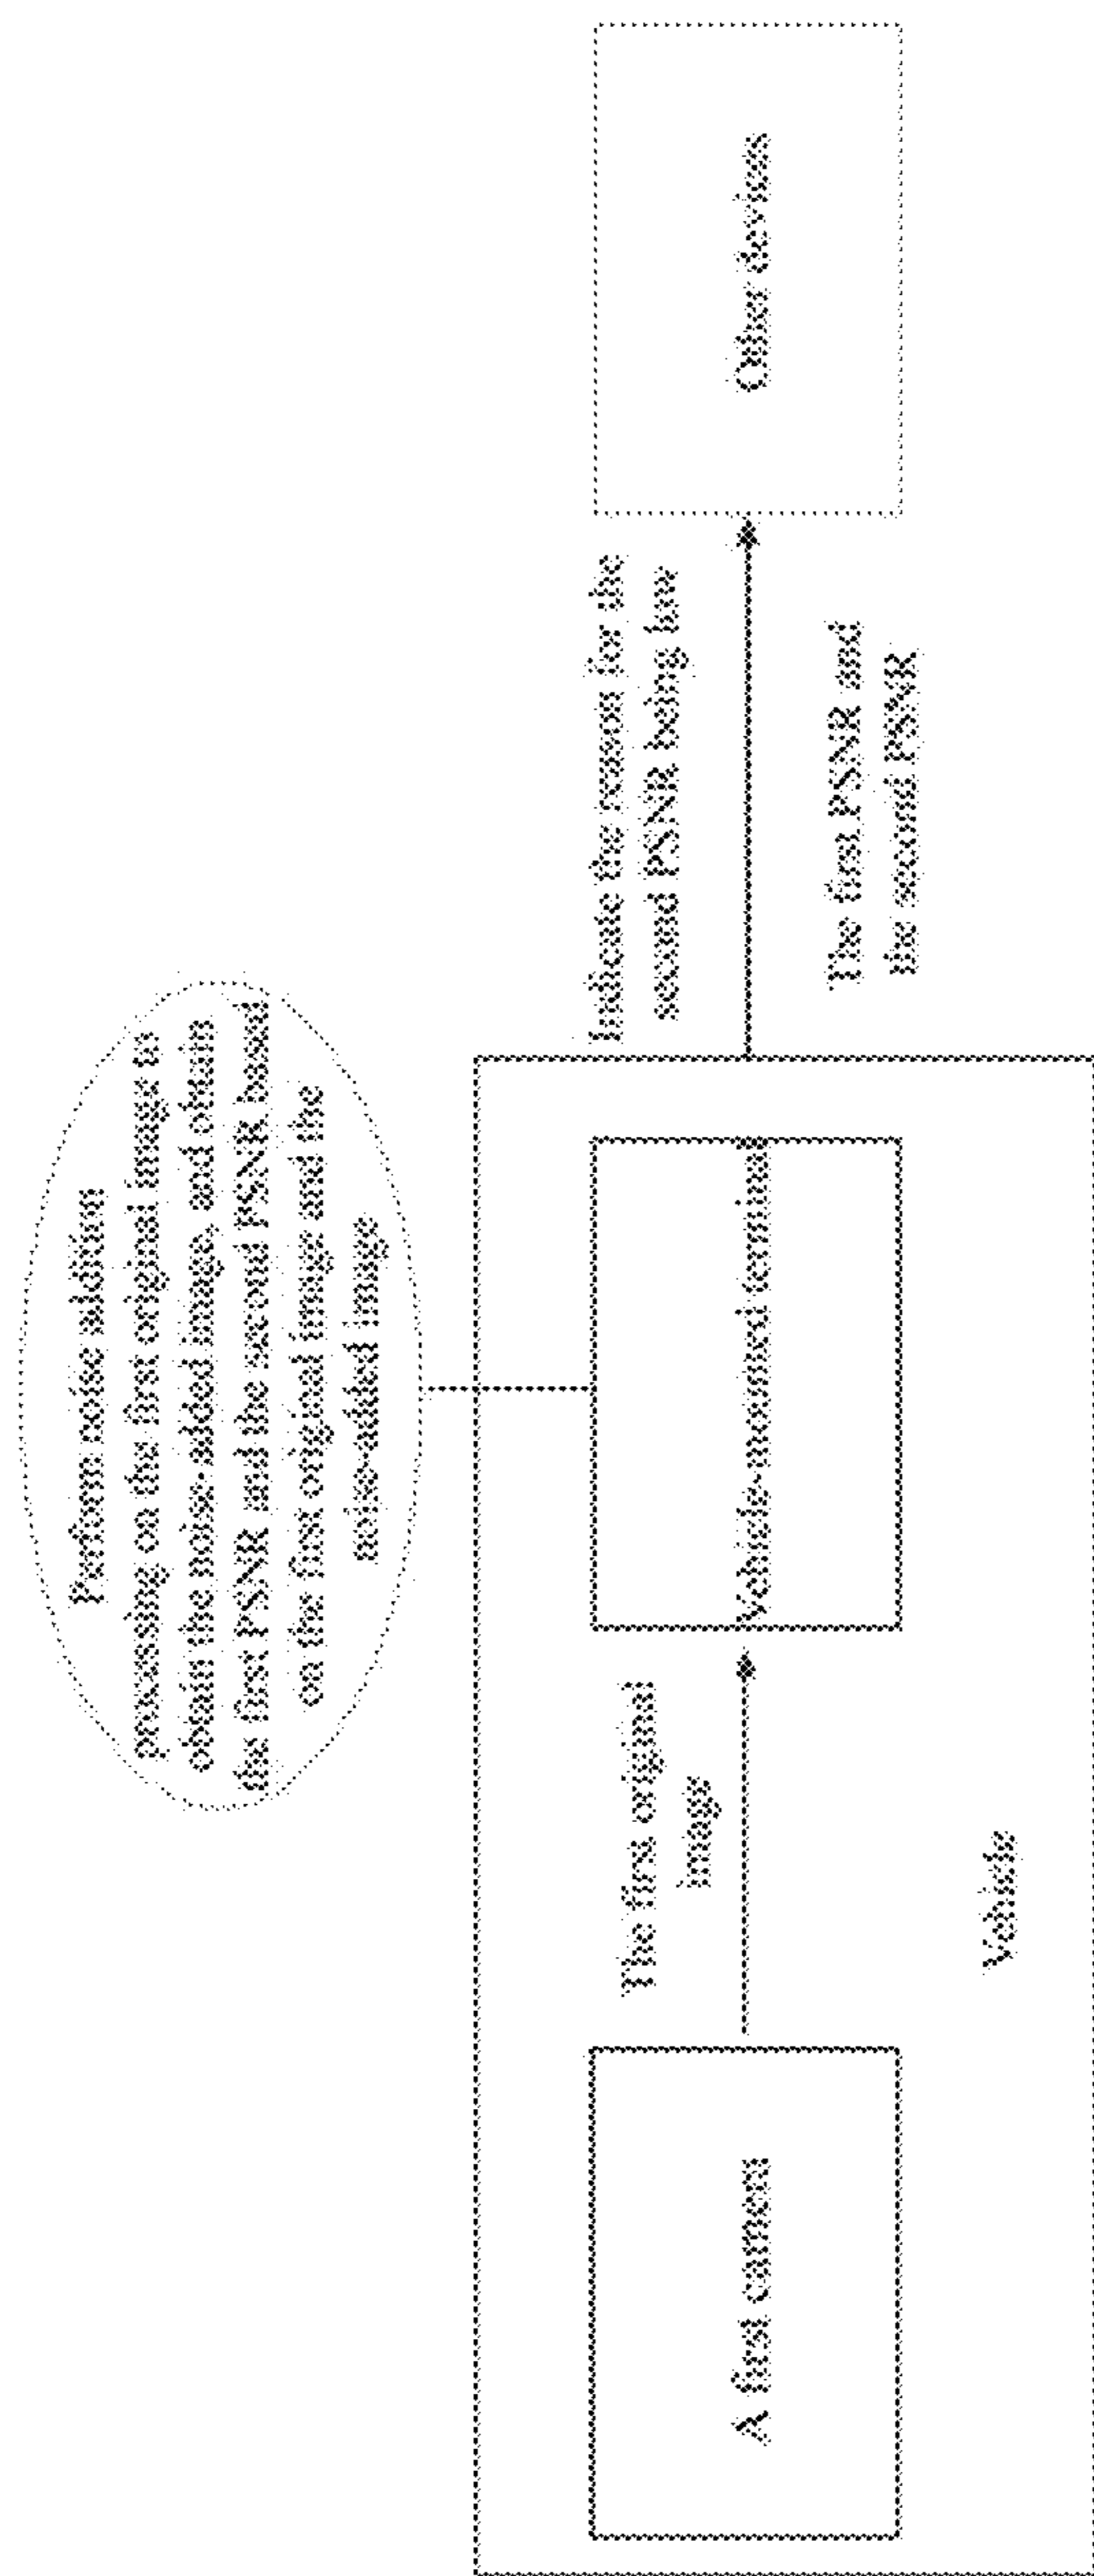 Perform noise addition
processing on the first original image to
obtain the noise-added image, and obtain
the first PSNR and the second PSNR based
on the first original image and the
noise-added image
A first camera
The first original
image
Vehicle-mounted terminal
Vehicle
Indicate the reason for the
second PSNR being low
The first PSNR and
the second PSNR
Other devices